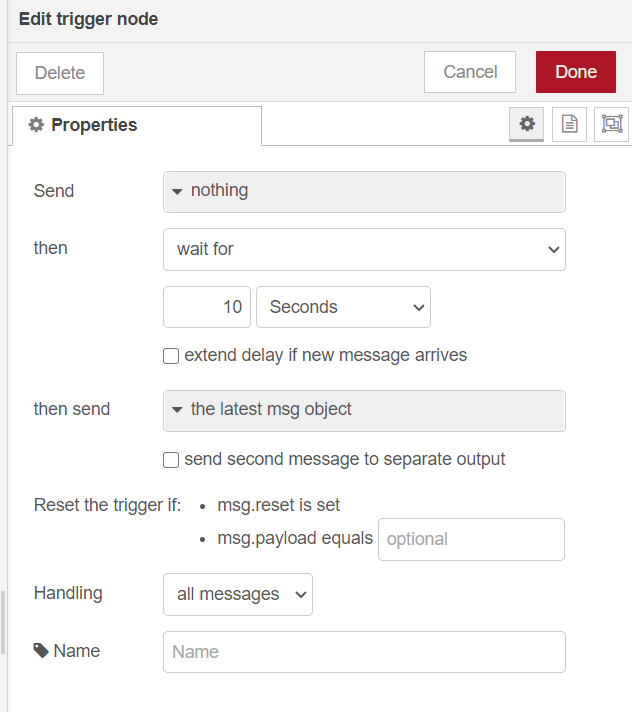 Edit trigger node
Delete
Cancel
Done
Properties
Send
nothing
then
wait for
10
Seconds
extend delay if new message arrives
then send
the latest msg object
send second message to separate output
Reset the trigger if:
msg.reset is set
msg.payload equals
optional
Handling
all messages
Name
Name